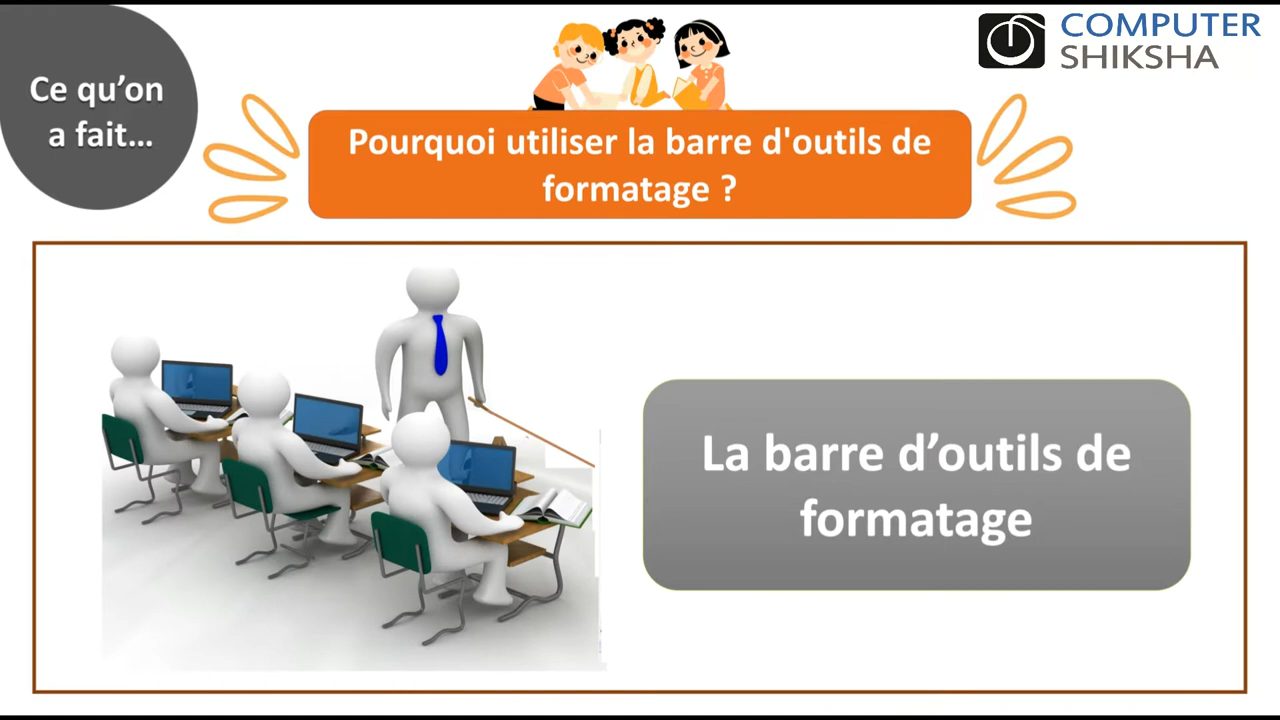 Ce qu’on
a fait...
COMPUTER
SHIKSHA
Pourquoi utiliser la barre d'outils de
formatage ?
La barre d’outils de
formatage